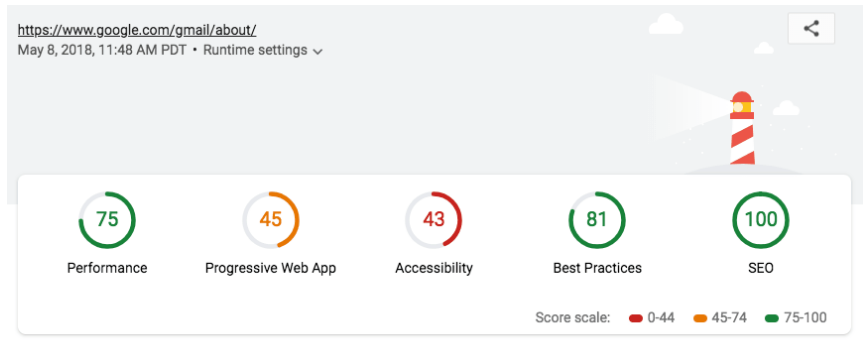 https://www.google.com/gmail/about/
May 8, 2018, 11:48 AM PDT • Runtime settings
75 45 43 81 100
Performance Progressive Web App Accessibility Best Practices SEO
Score scale: 0-44 45-74 75-100